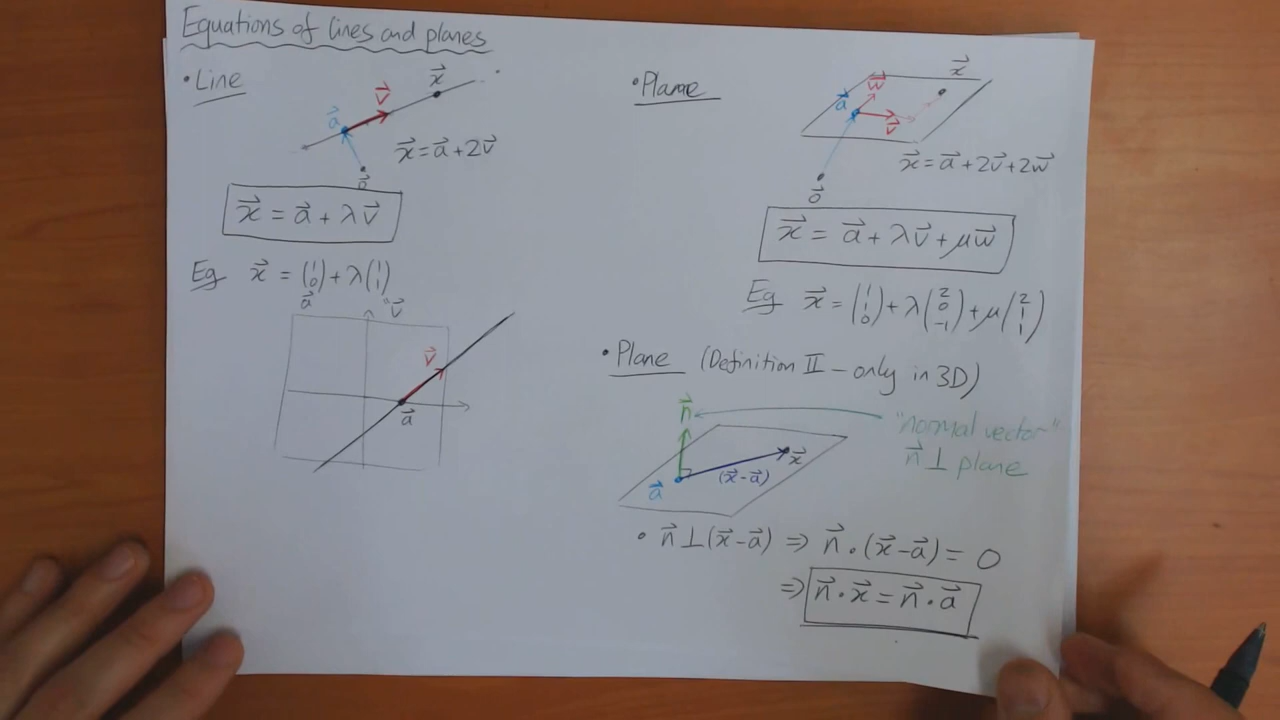 Equations of lines and planes
• Line
v⃗
x⃗
a⃗
x⃗ = a⃗ + 2v⃗
o⃗
x⃗ = a⃗ + λv⃗
Eg x⃗ = (1 0) + λ(1 1)
a⃗ v⃗
v⃗
a⃗
• Plane
x⃗
w⃗
a⃗
v⃗
x⃗ = a⃗ + 2v⃗ + 2w⃗
o⃗
x⃗ = a⃗ + λv⃗ + μw⃗
Eg x⃗ = (1 1 0) + λ(2 0 -1) + μ(2 1 1)
• Plane (Definition II – only in 3D)
n⃗
"normal vector"
n⃗ ⊥ plane
x⃗
(x⃗-a⃗)
a⃗
• n⃗ ⊥ (x⃗-a⃗) ⇒ n⃗ • (x⃗-a⃗) = 0
⇒ n⃗ • x⃗ = n⃗ • a⃗